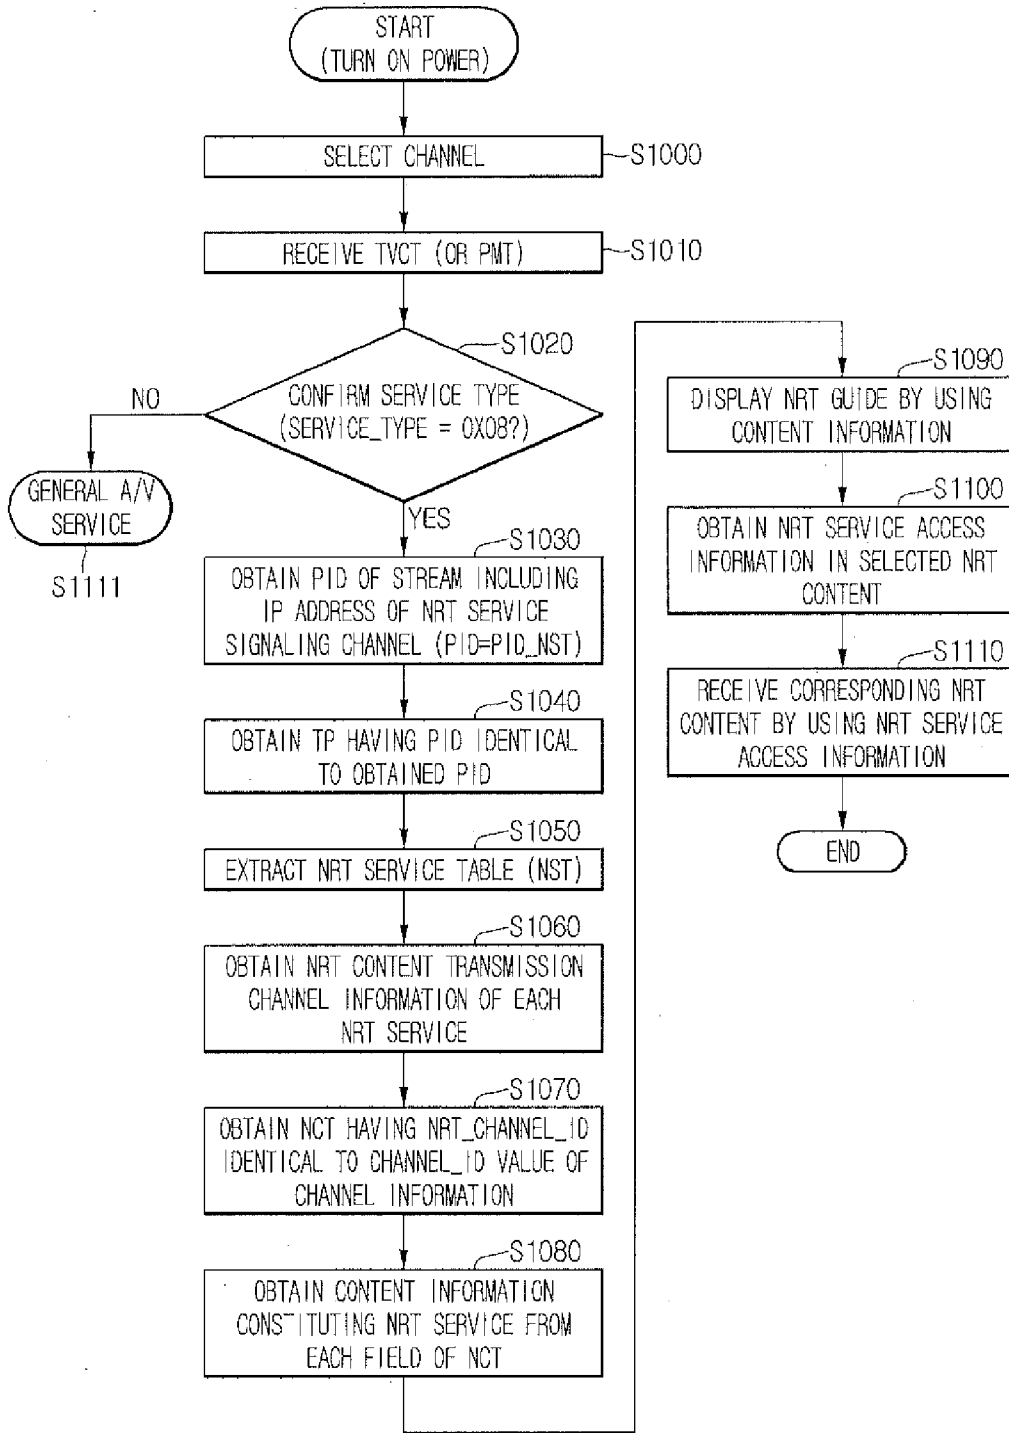 START
(TURN ON POWER)
SELECT CHANNEL
S1000
RECEIVE TVCT (OR PMT)
S1010
S1020
CONFIRM SERVICE TYPE
(SERVICE_TYPE = 0X08?)
NO
GENERAL A/V
SERVICE
S1111
YES
S1030
OBTAIN PID OF STREAM INCLUDING
IP ADDRESS OF NRT SERVICE
SIGNALING CHANNEL (PID=PID_NST)
S1040
OBTAIN TP HAVING PID IDENTICAL
TO OBTAINED PID
S1050
EXTRACT NRT SERVICE TABLE (NST)
S1060
OBTAIN NRT CONTENT TRANSMISSION
CHANNEL INFORMATION OF EACH
NRT SERVICE
S1070
OBTAIN NCT HAVING NRT_CHANNEL_ID
IDENTICAL TO CHANNEL_ID VALUE OF
CHANNEL INFORMATION
S1080
OBTAIN CONTENT INFORMATION
CONSTITUTING NRT SERVICE FROM
EACH FIELD OF NCT
S1090
DISPLAY NRT GUIDE BY USING
CONTENT INFORMATION
S1100
OBTAIN NRT SERVICE ACCESS
INFORMATION IN SELECTED NRT
CONTENT
S1110
RECEIVE CORRESPONDING NRT
CONTENT BY USING NRT SERVICE
ACCESS INFORMATION
END